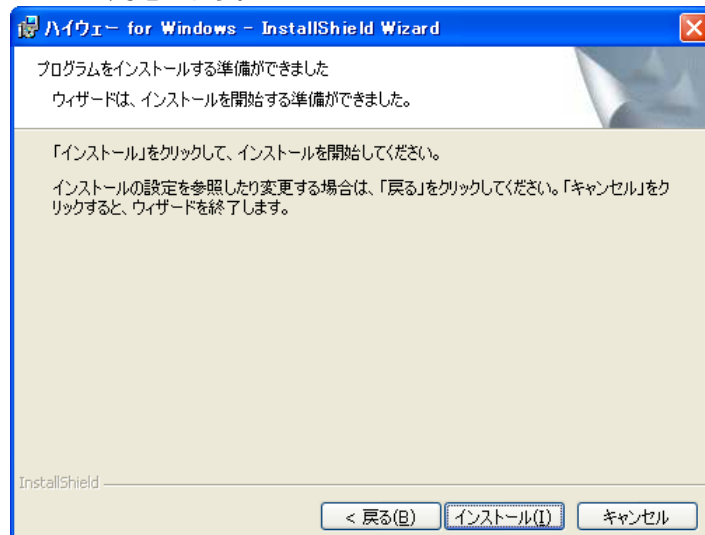 ハイウェー for Windows - InstallShield Wizard
プログラムをインストールする準備ができました
ウィザードは、インストールを開始する準備ができました。
「インストール」をクリックして、インストールを開始してください。
インストールの設定を参照したり変更する場合は、「戻る」をクリックしてください。「キャンセル」をク
リックすると、ウィザードを終了します。
InstallShield
< 戻る(B) インストール(I) キャンセル